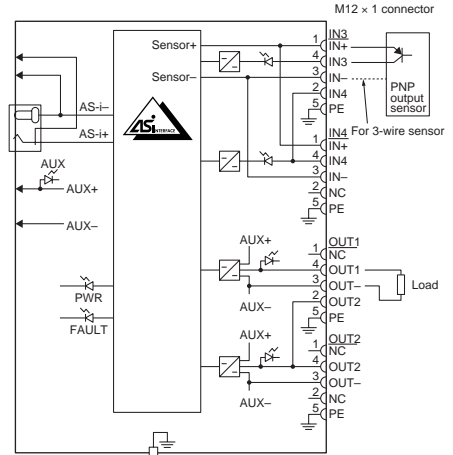 M12 × 1 connector
Sensor+
Sensor–
AS-i–
AS-i+
ASi
INTERFACE
AUX
AUX+
AUX–
PWR
FAULT
IN3
1 IN+
4 IN3
3 IN–
2 IN4
5 PE
PNP
output
sensor
For 3-wire sensor
IN4
1 IN+
4 IN4
3 IN–
2 NC
5 PE
AUX+
AUX–
OUT1
1 NC
4 OUT1
3 OUT–
2 OUT2
5 PE
Load
AUX+
AUX–
OUT2
1 NC
4 OUT2
3 OUT–
2 NC
5 PE